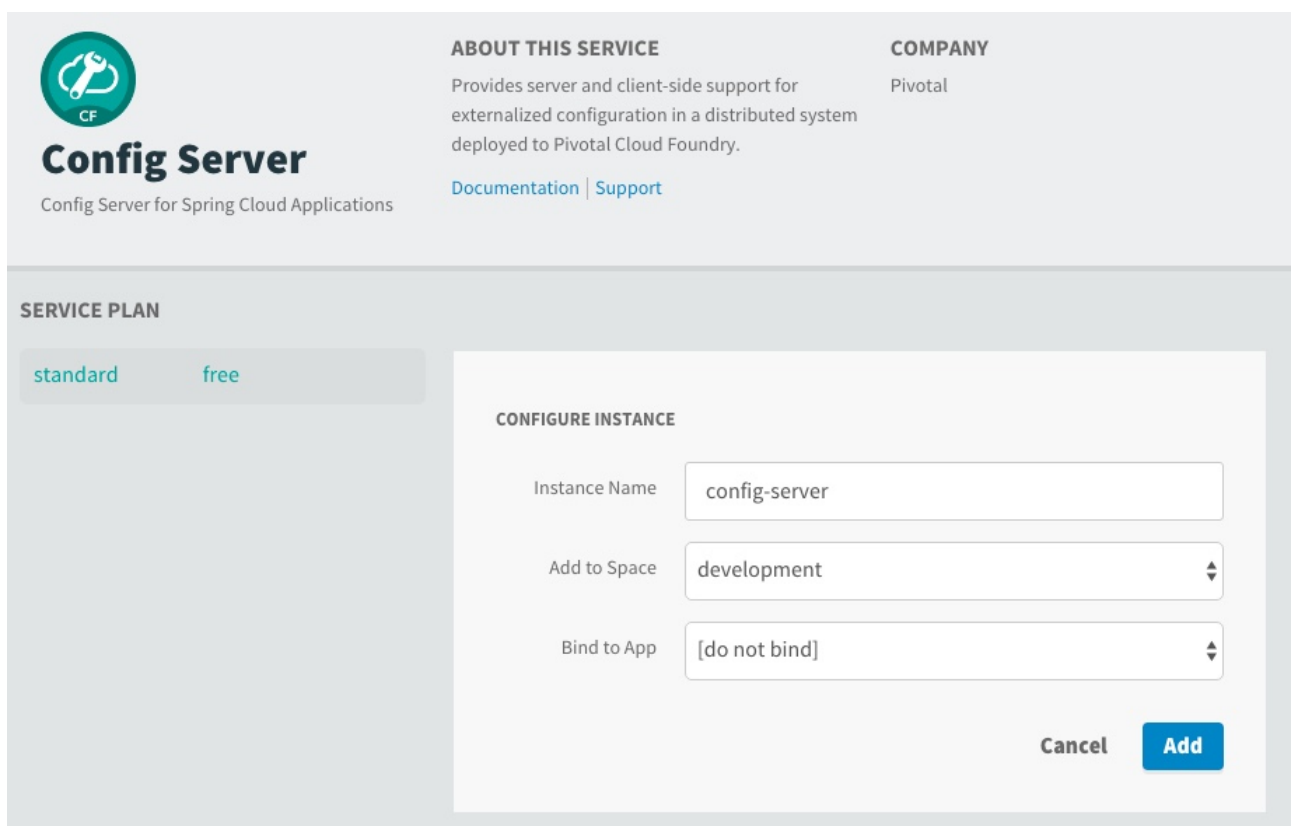 CF
Config Server
Config Server for Spring Cloud Applications
ABOUT THIS SERVICE
Provides server and client-side support for
externalized configuration in a distributed system
deployed to Pivotal Cloud Foundry.
Documentation | Support
COMPANY
Pivotal
SERVICE PLAN
standard free
CONFIGURE INSTANCE
Instance Name config-server
Add to Space development
Bind to App [do not bind]
Cancel Add